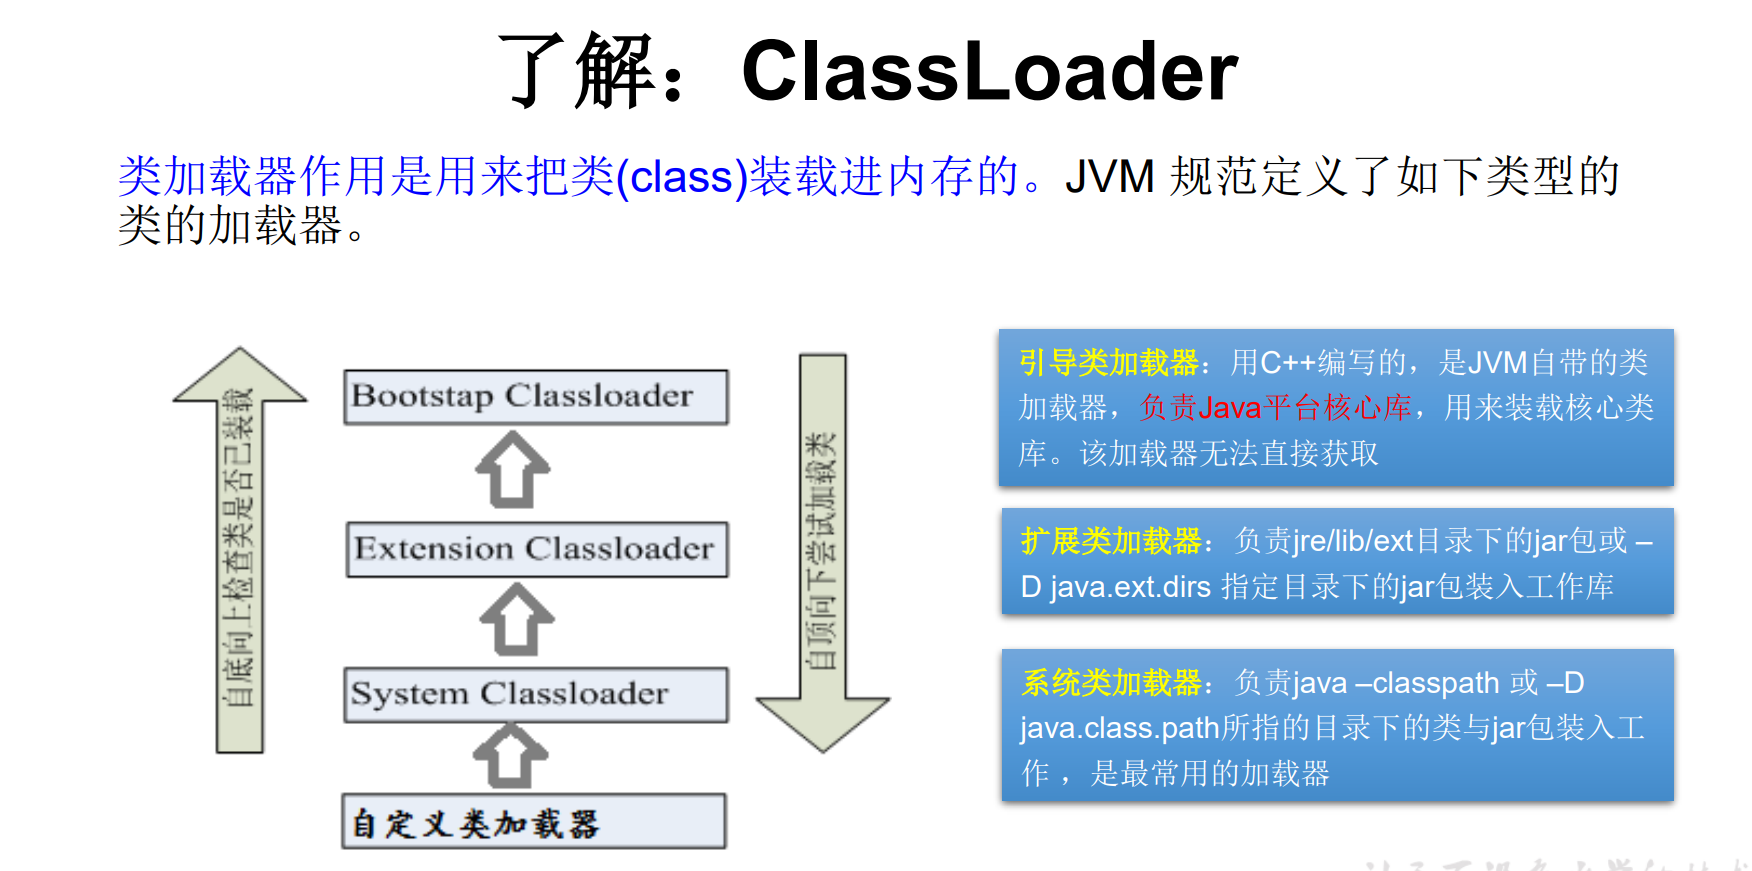 了解：ClassLoader
类加载器作用是用来把类(class)装载进内存的。JVM 规范定义了如下类型的
类的加载器。
自底向上检查类是否已装载
Bootstap Classloader
Extension Classloader
System Classloader
自定义类加载器
自顶向下尝试加载类
引导类加载器：用C++编写的，是JVM自带的类
加载器，负责Java平台核心库，用来装载核心类
库。该加载器无法直接获取
扩展类加载器：负责jre/lib/ext目录下的jar包或 –
D java.ext.dirs 指定目录下的jar包装入工作库
系统类加载器：负责java –classpath 或 –D
java.class.path所指的目录下的类与jar包装入工
作 ，是最常用的加载器